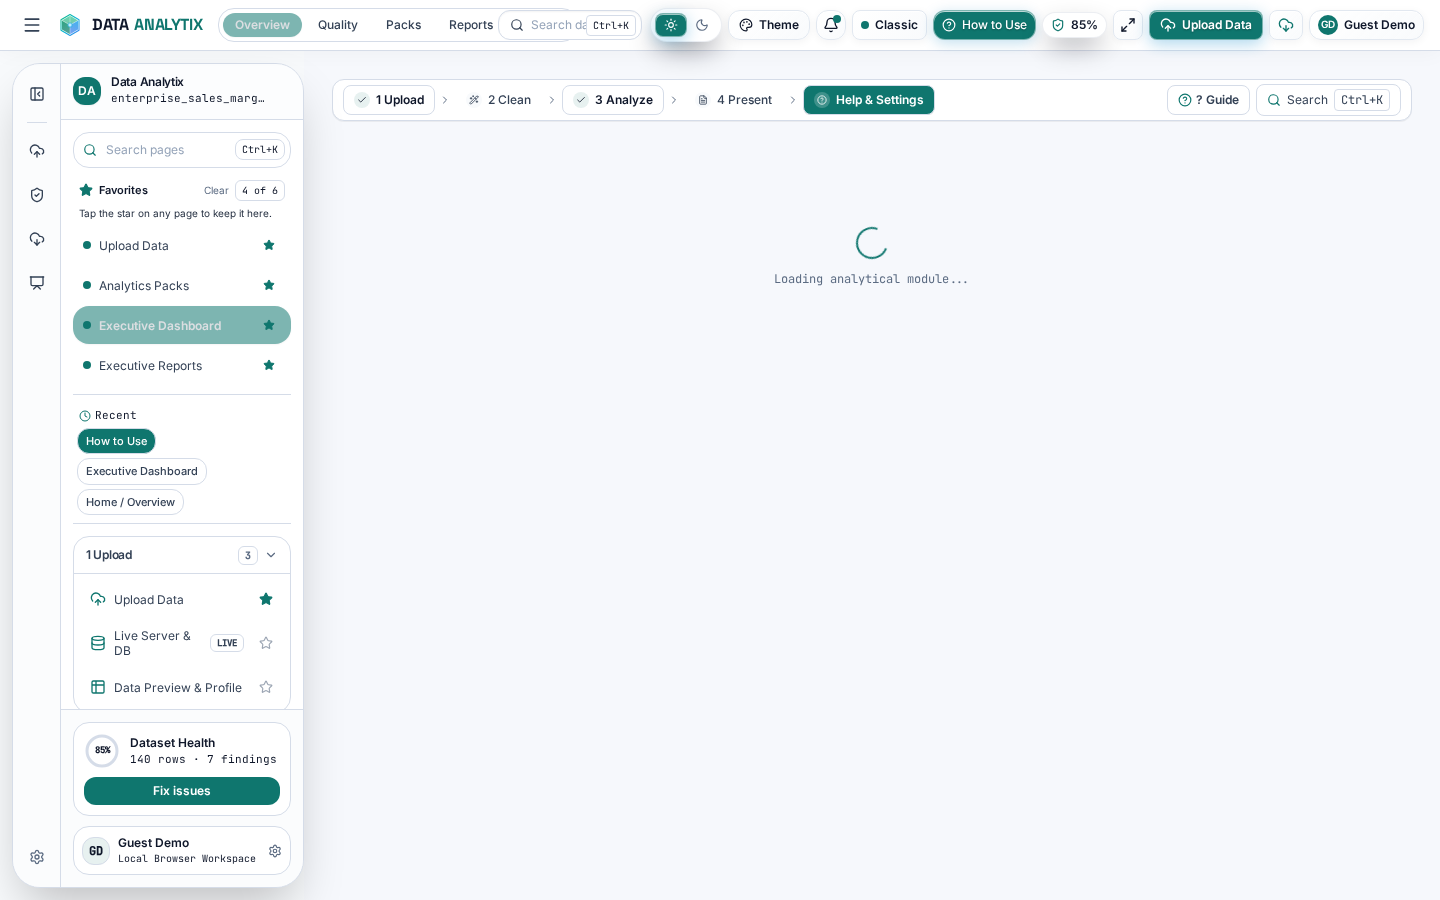 DATA ANALYTIX
Overview
Quality
Packs
Reports
Search da
Ctrl+K
Theme
Classic
How to Use
85%
Upload Data
GD
Guest Demo
DA
Data Analytix
enterprise_sales_marg…
Search pages
Ctrl+K
Favorites
Clear
4 of 6
Tap the star on any page to keep it here.
Upload Data
Analytics Packs
Executive Dashboard
Executive Reports
Recent
How to Use
Executive Dashboard
Home / Overview
1 Upload
3
Upload Data
Live Server &
DB
LIVE
Data Preview & Profile
85%
Dataset Health
140 rows · 7 findings
Fix issues
GD
Guest Demo
Local Browser Workspace
1 Upload
2 Clean
3 Analyze
4 Present
Help & Settings
? Guide
Search
Ctrl+K
Loading analytical module...